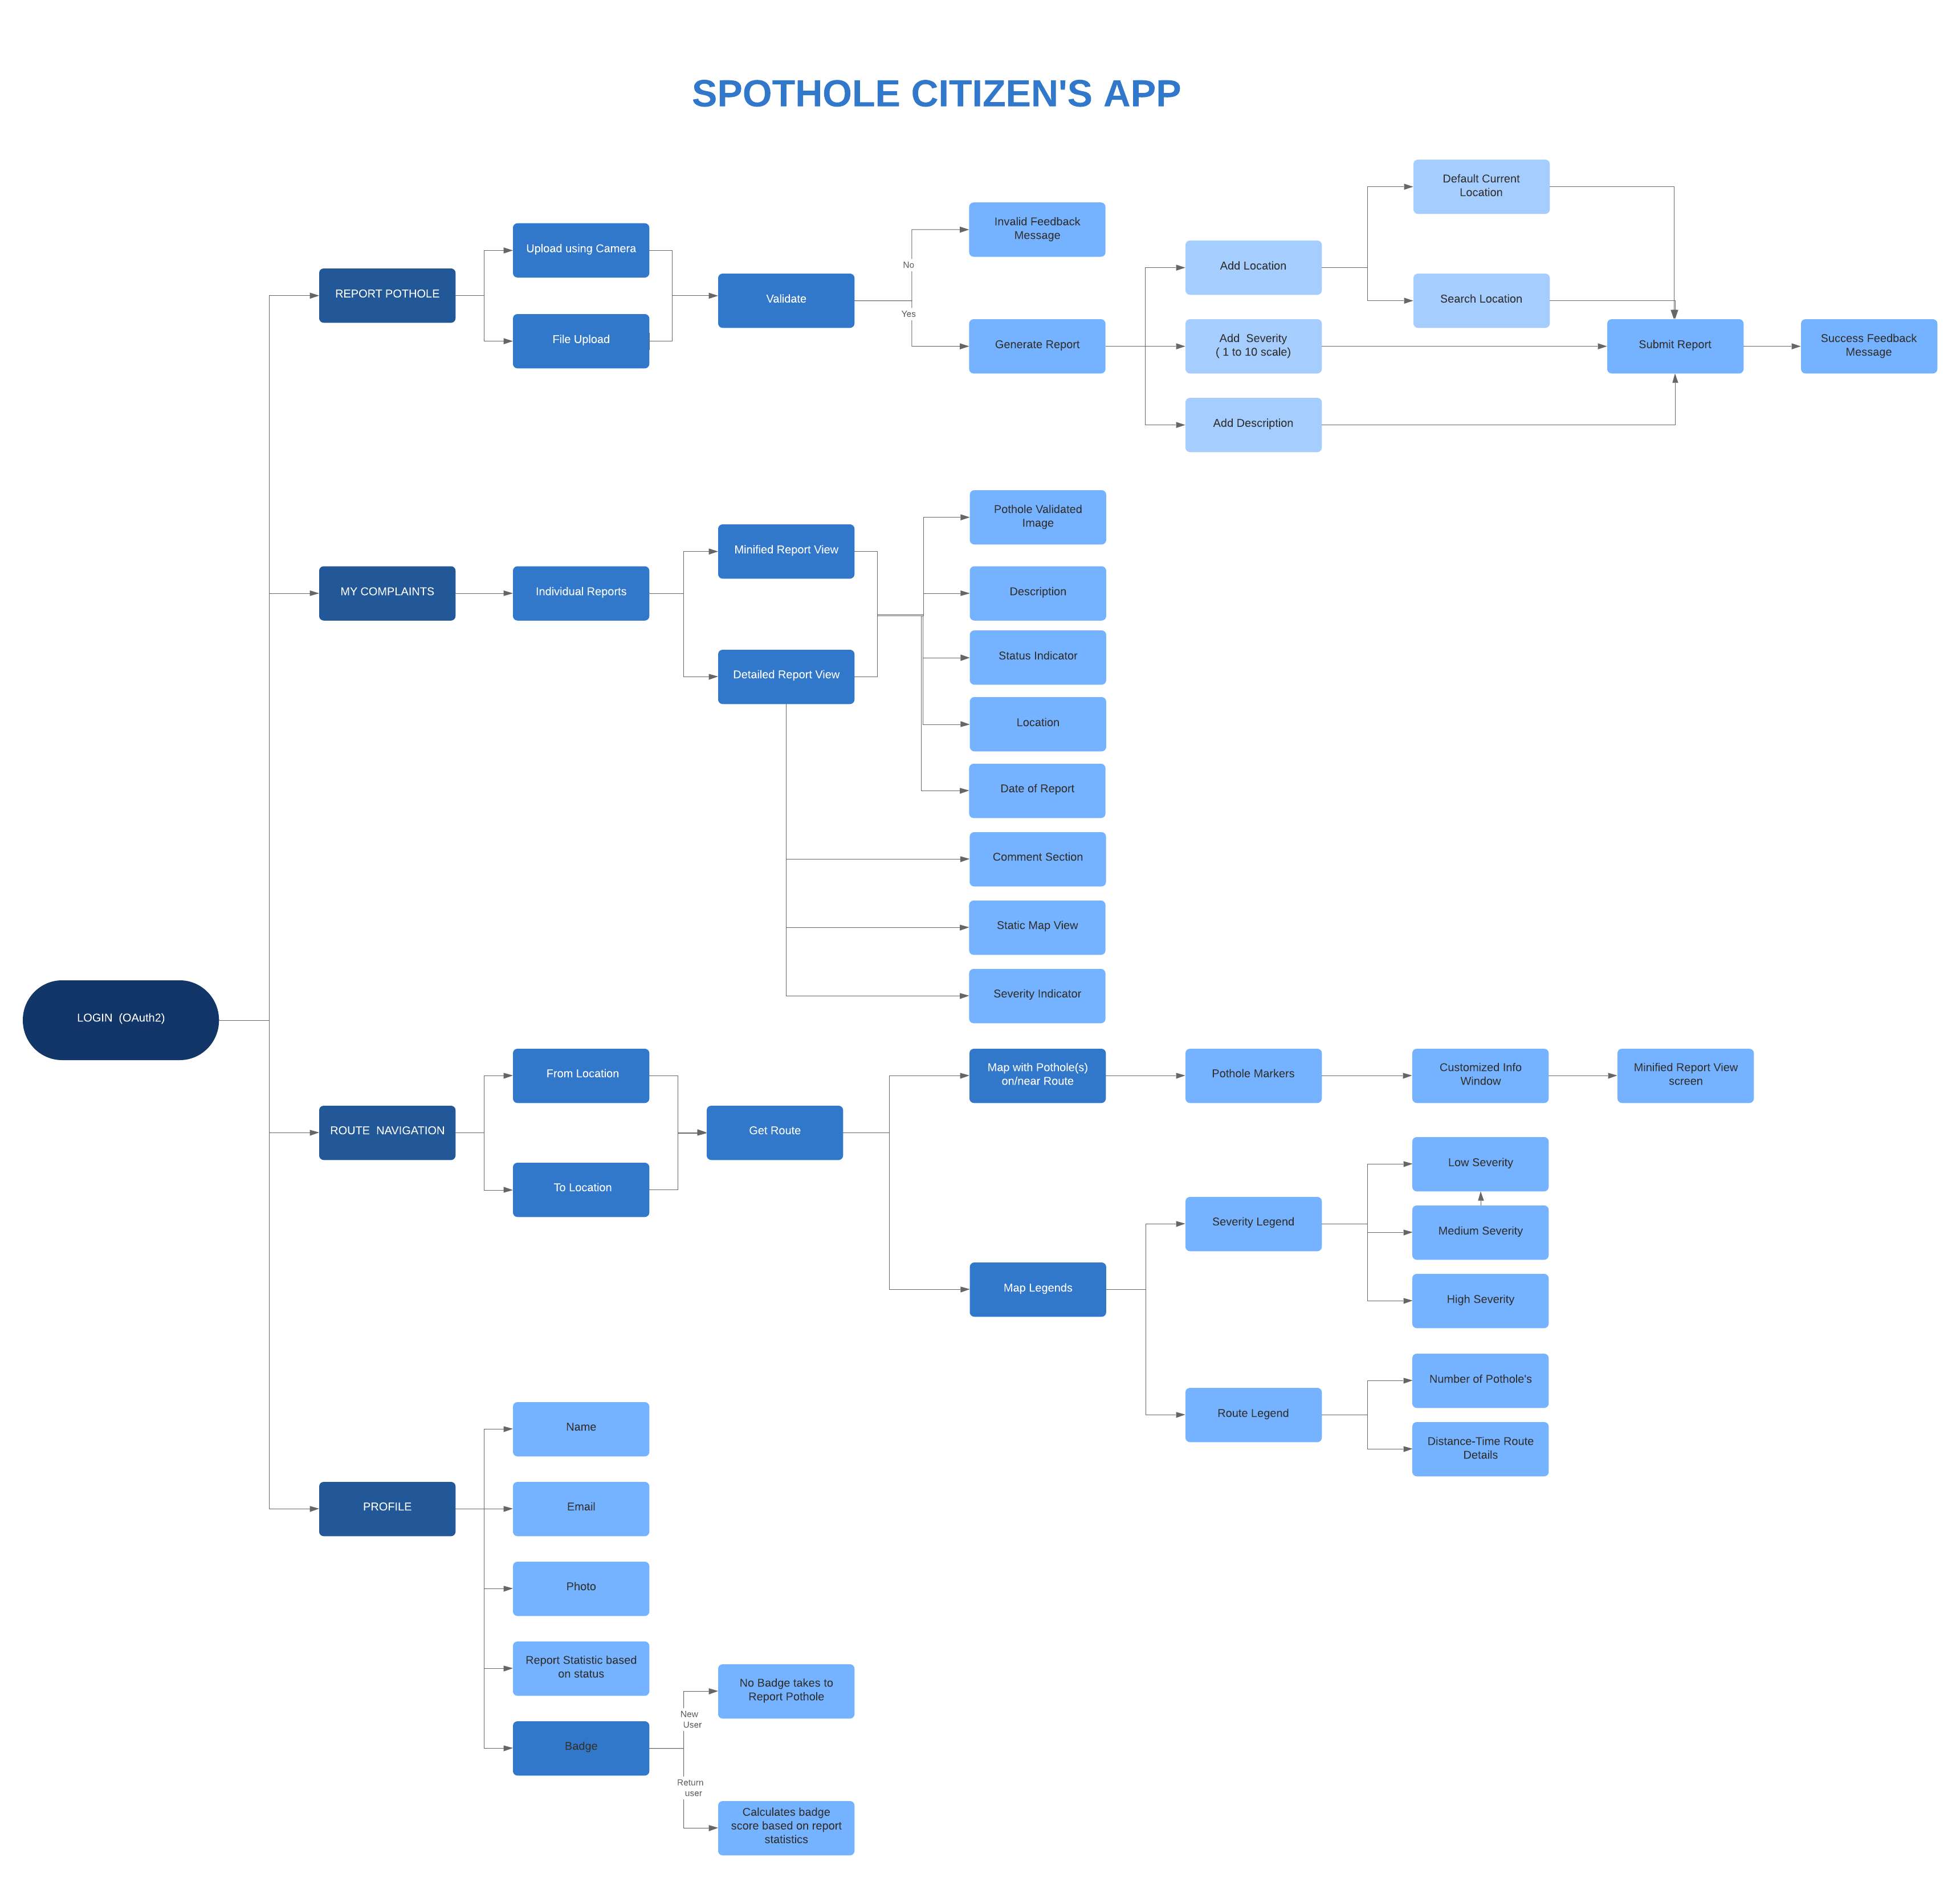 SPOTHOLE CITIZEN'S APP
LOGIN  (OAuth2)
REPORT POTHOLE
Upload using Camera
File Upload
Validate
No
Yes
Invalid Feedback
Message
Generate Report
Add Location
Add  Severity
( 1 to 10 scale)
Add Description
Default Current
Location
Search Location
Submit Report
Success Feedback
Message
MY COMPLAINTS
Individual Reports
Minified Report View
Detailed Report View
Pothole Validated
Image
Description
Status Indicator
Location
Date of Report
Comment Section
Static Map View
Severity Indicator
ROUTE  NAVIGATION
From Location
To Location
Get Route
Map with Pothole(s)
on/near Route
Pothole Markers
Customized Info
Window
Minified Report View
screen
Map Legends
Severity Legend
Low Severity
Medium Severity
High Severity
Route Legend
Number of Pothole's
Distance-Time Route
Details
PROFILE
Name
Email
Photo
Report Statistic based
on status
Badge
New
User
No Badge takes to
Report Pothole
Return
user
Calculates badge
score based on report
statistics